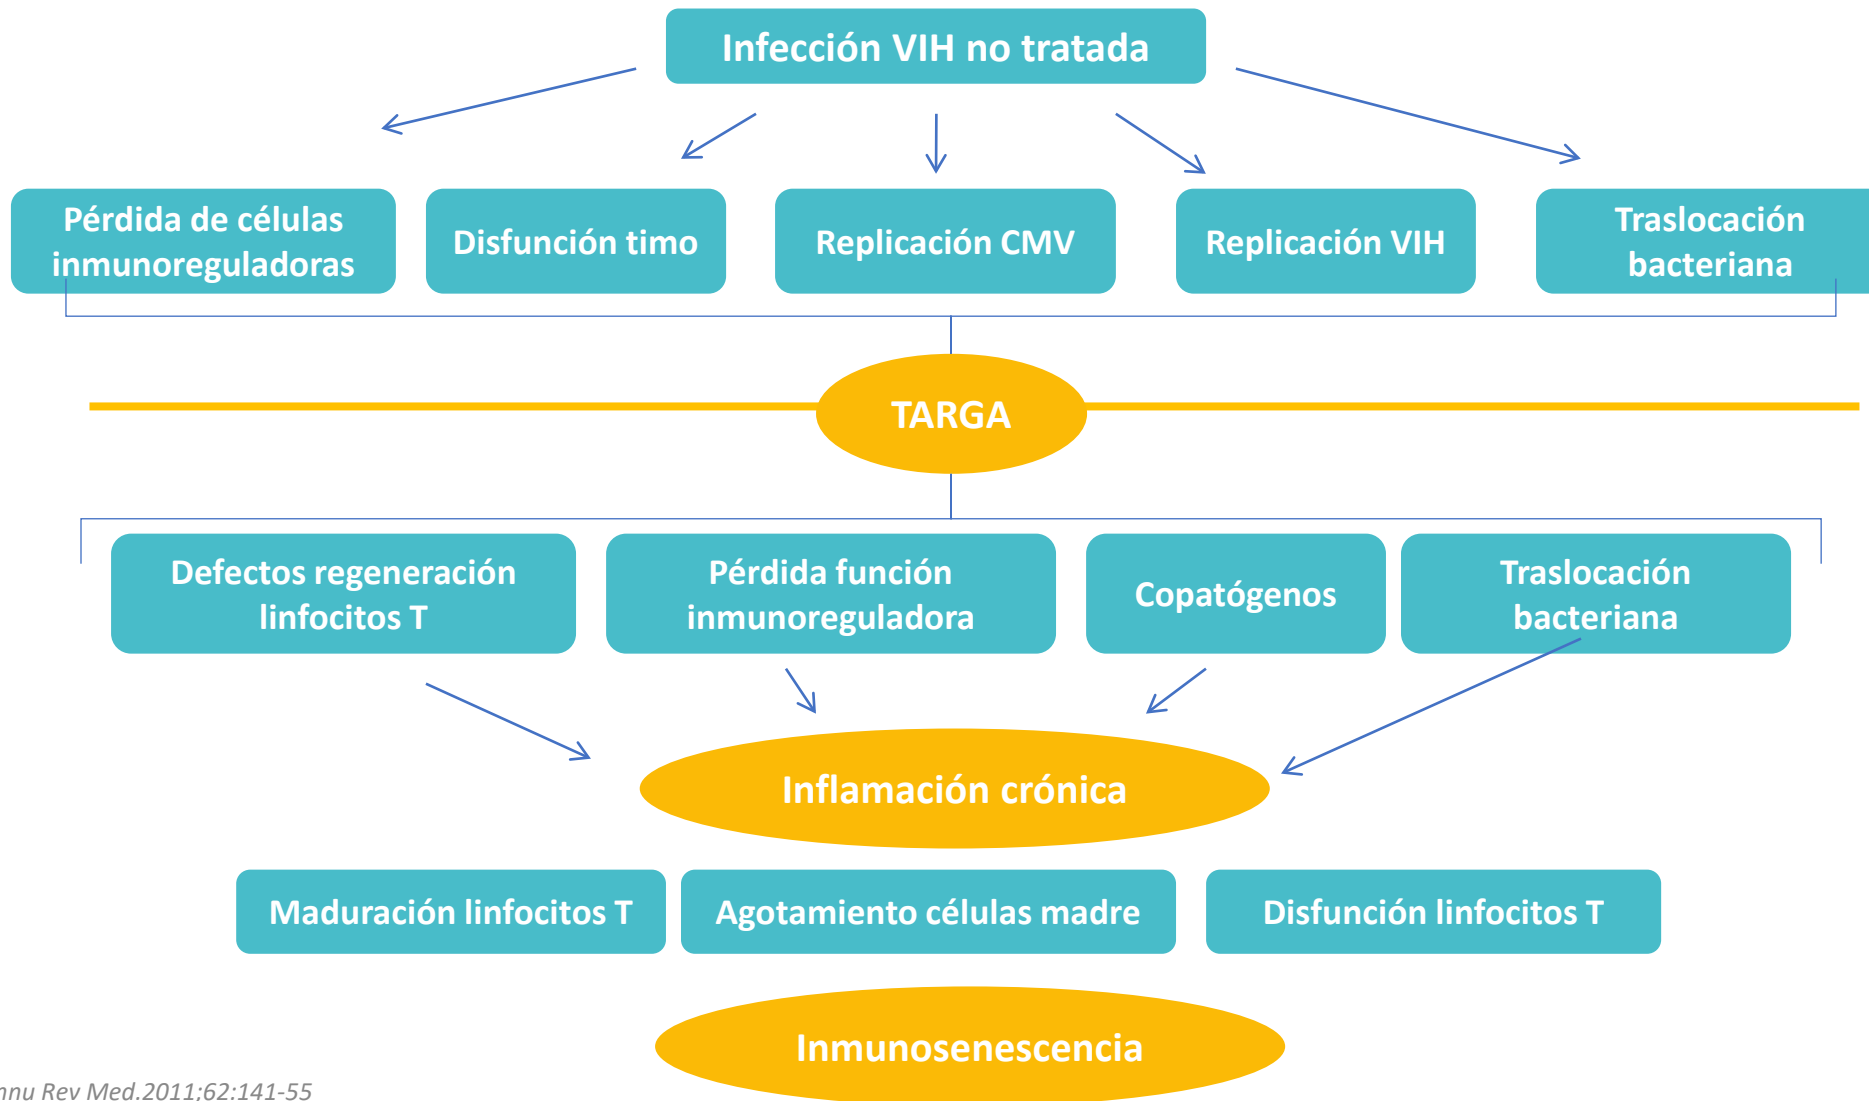 Infección VIH no tratada
Pérdida de células
inmunoreguladoras
Disfunción timo
Replicación CMV
Replicación VIH
Traslocación
bacteriana
TARGA
Defectos regeneración
linfocitos T
Pérdida función
inmunoreguladora
Copatógenos
Traslocación
bacteriana
Inflamación crónica
Maduración linfocitos T
Agotamiento células madre
Disfunción linfocitos T
Inmunosenescencia
Rev Med.2011;62:141-55